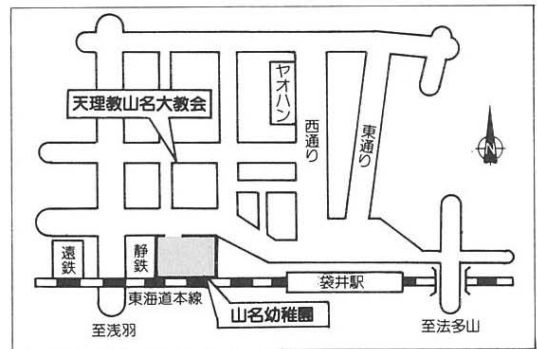 ヤオハン
天理教山名大教会
西通り
東通り
N
遠鉄
静鉄
袋井駅
東海道本線
山名幼稚園
至浅羽
至法多山